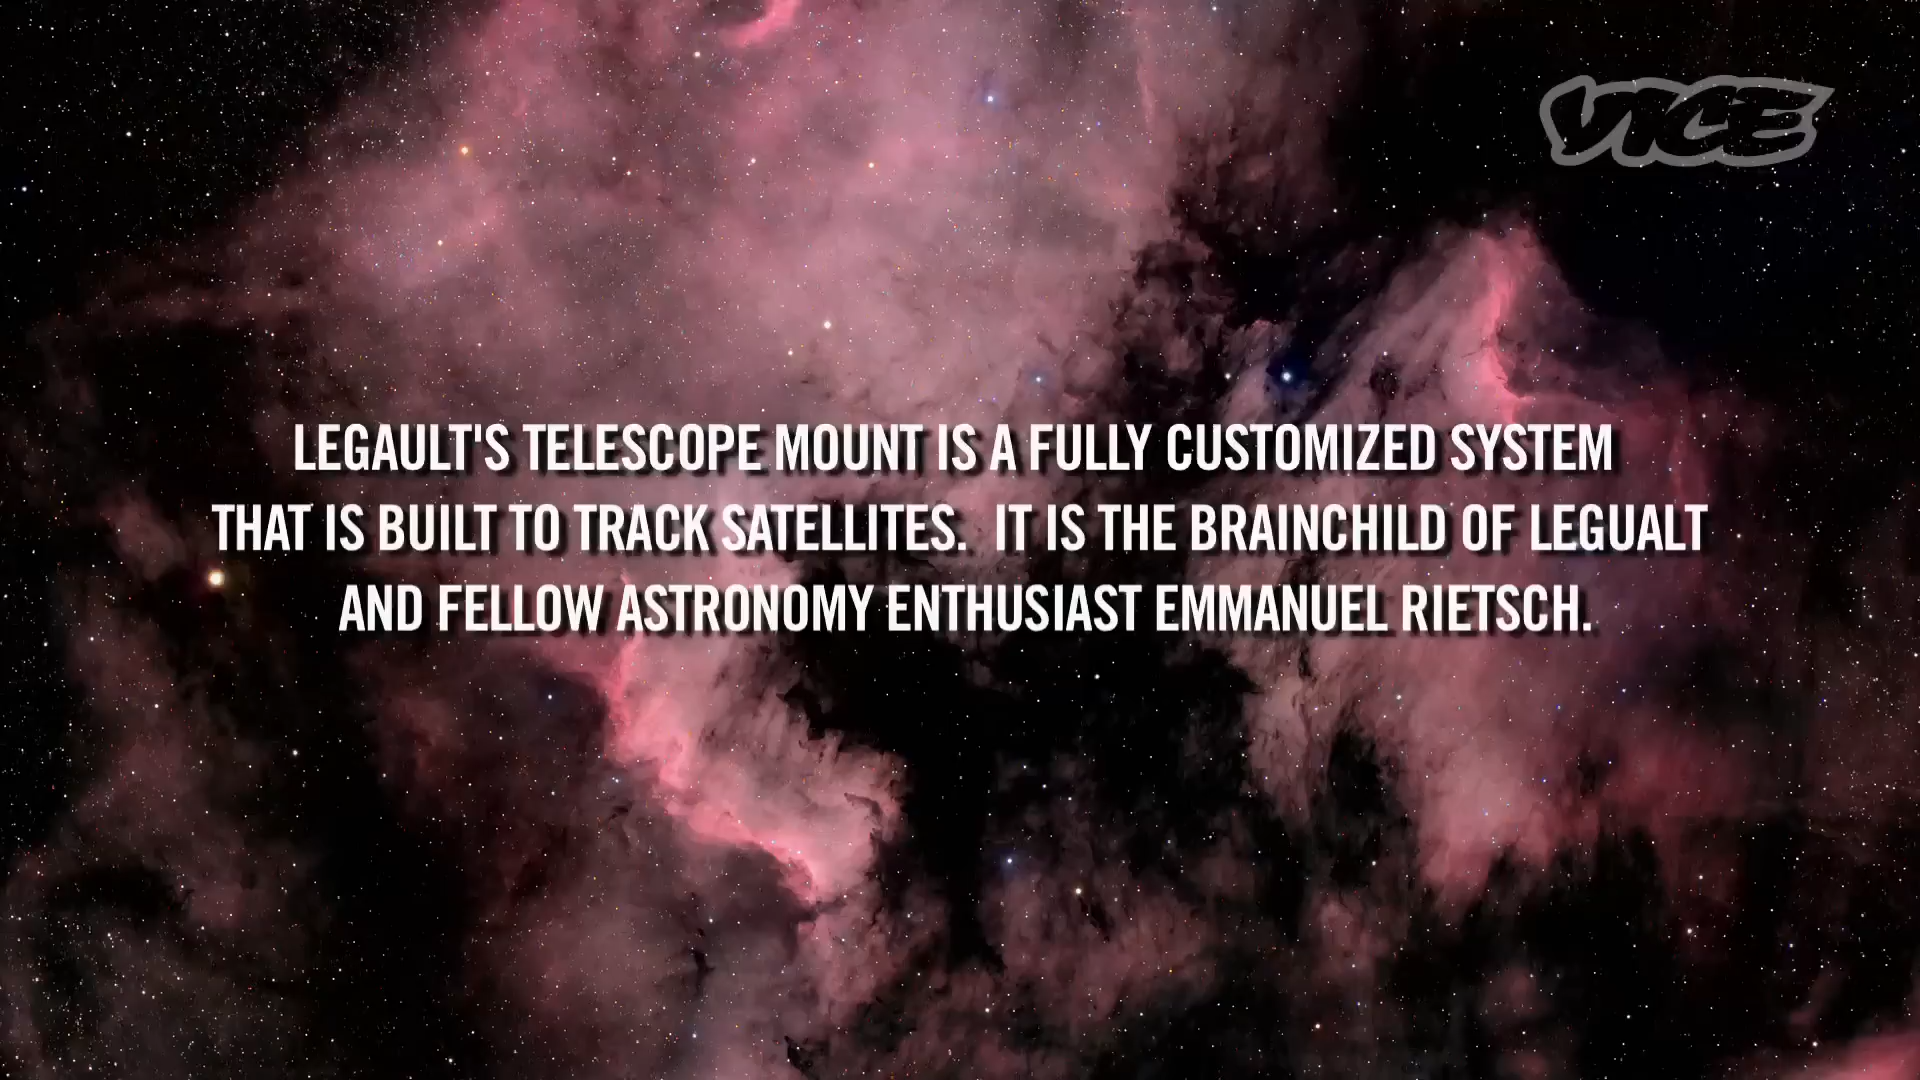 VICE
LEGAULT'S TELESCOPE MOUNT IS A FULLY CUSTOMIZED SYSTEM
THAT IS BUILT TO TRACK SATELLITES. IT IS THE BRAINCHILD OF LEGUALT
AND FELLOW ASTRONOMY ENTHUSIAST EMMANUEL RIETSCH.